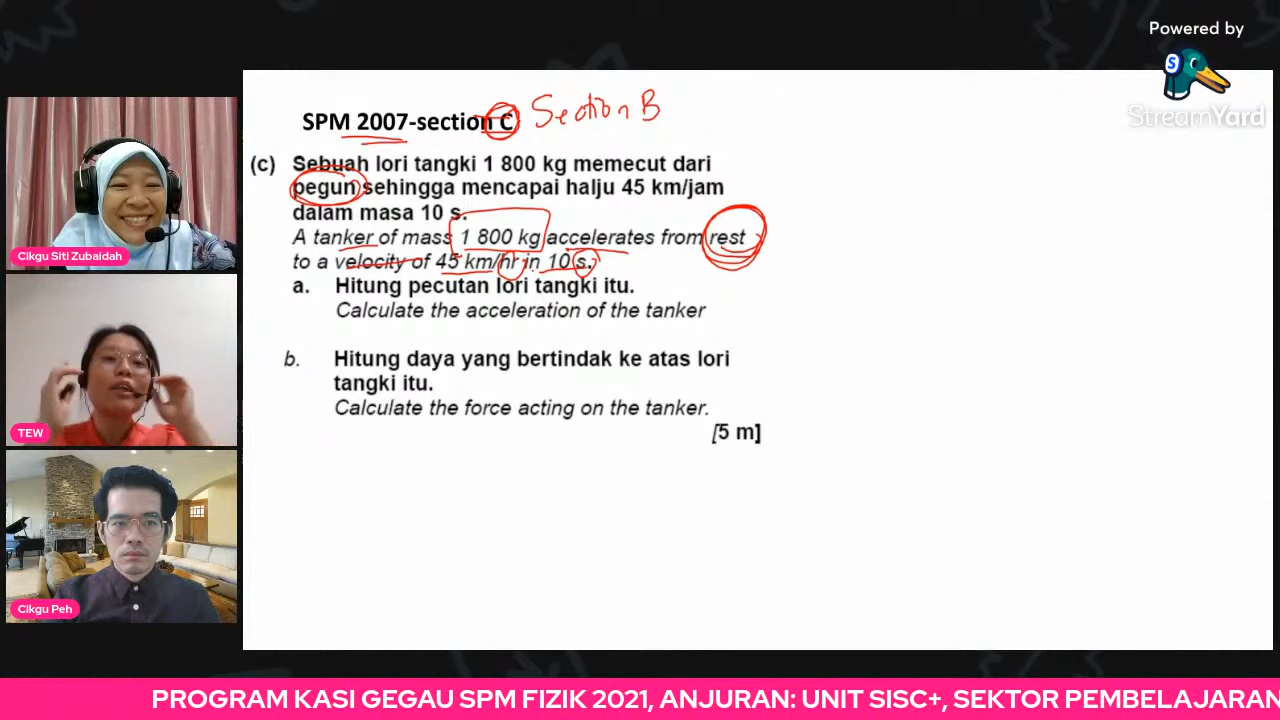 Powered by
StreamYard
SPM 2007-section C Section B
(c) Sebuah lori tangki 1 800 kg memecut dari
pegun sehingga mencapai halju 45 km/jam
dalam masa 10 s.
A tanker of mass 1 800 kg accelerates from rest
to a velocity of 45 km/hr in 10 s.
a. Hitung pecutan lori tangki itu.
Calculate the acceleration of the tanker
b. Hitung daya yang bertindak ke atas lori
tangki itu.
Calculate the force acting on the tanker.
[5 m]
Cikgu Siti Zubaidah
TEW
Cikgu Peh
PROGRAM KASI GEGAU SPM FIZIK 2021, ANJURAN: UNIT SISC+, SEKTOR PEMBELAJARAN